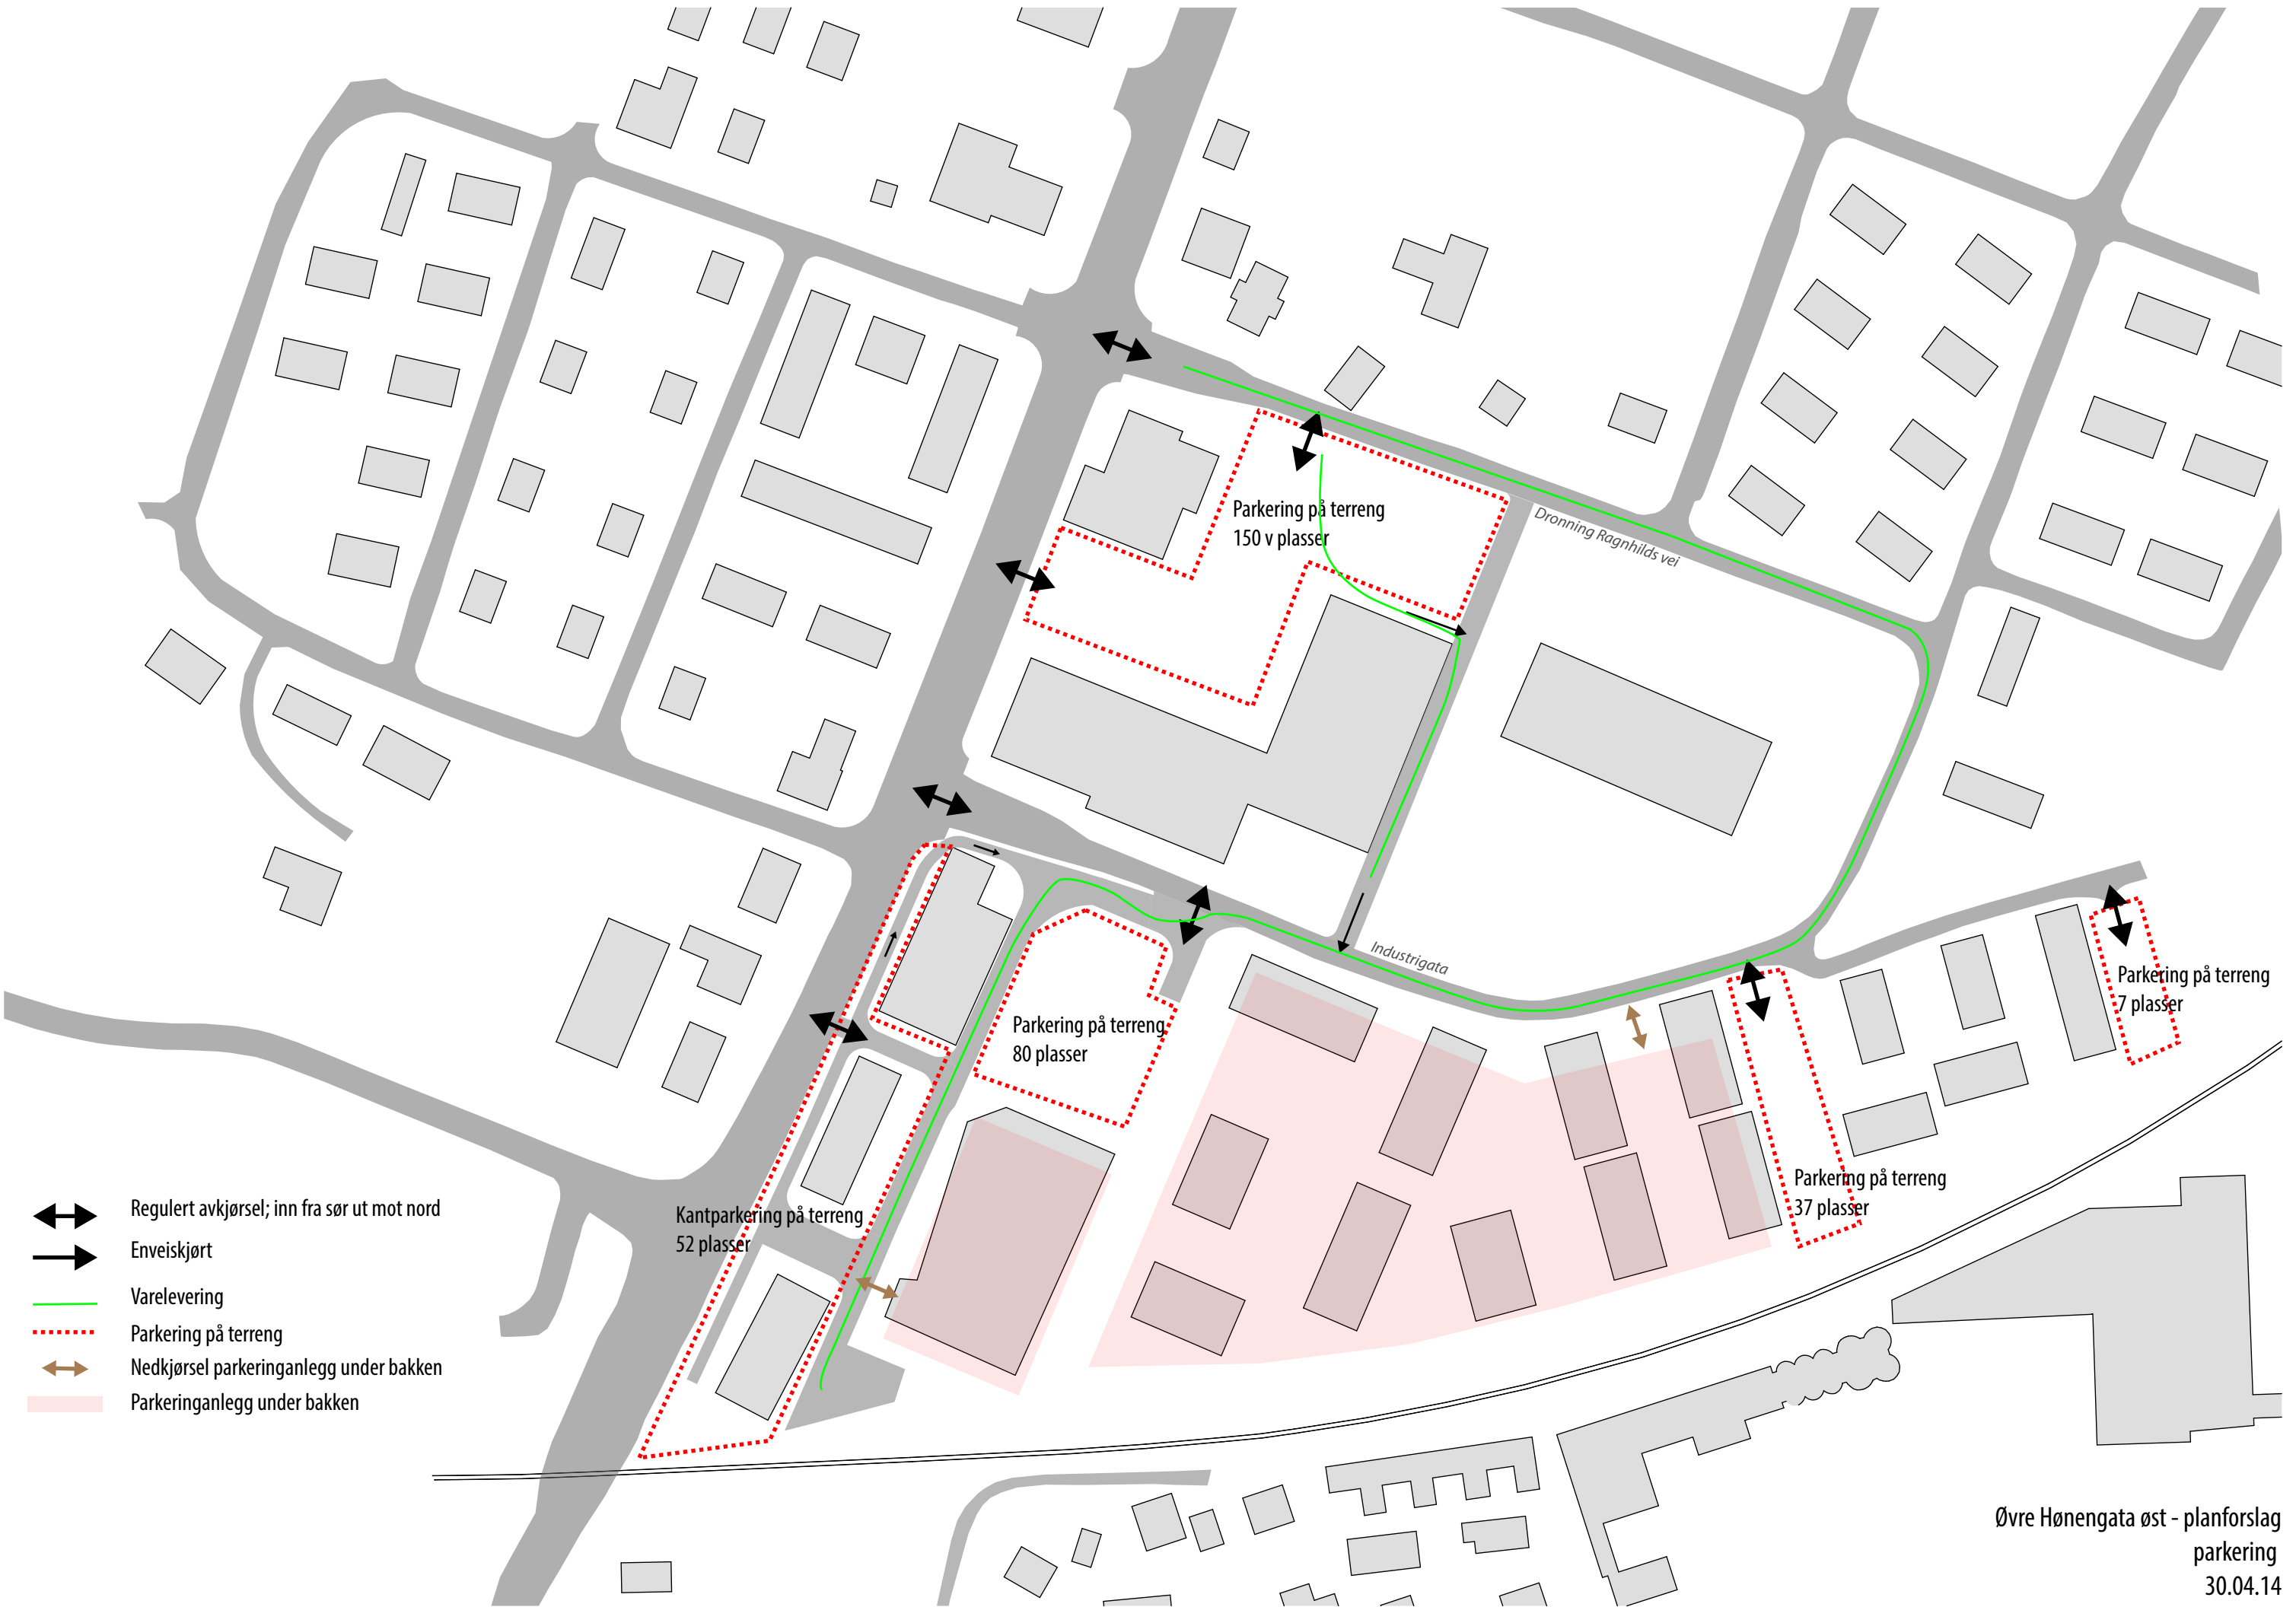 Parkering på terreng
150 v plasser
Dronning Ragnhilds vei
Industrigata
Parkering på terreng
7 plasser
Parkering på terreng
80 plasser
Parkering på terreng
37 plasser
Kantparkering på terreng
52 plasser
Regulert avkjørsel; inn fra sør ut mot nord
Enveiskjørt
Varelevering
Parkering på terreng
Nedkjørsel parkeringanlegg under bakken
Parkeringanlegg under bakken
Øvre Hønengata øst - planforslag
parkering
30.04.14